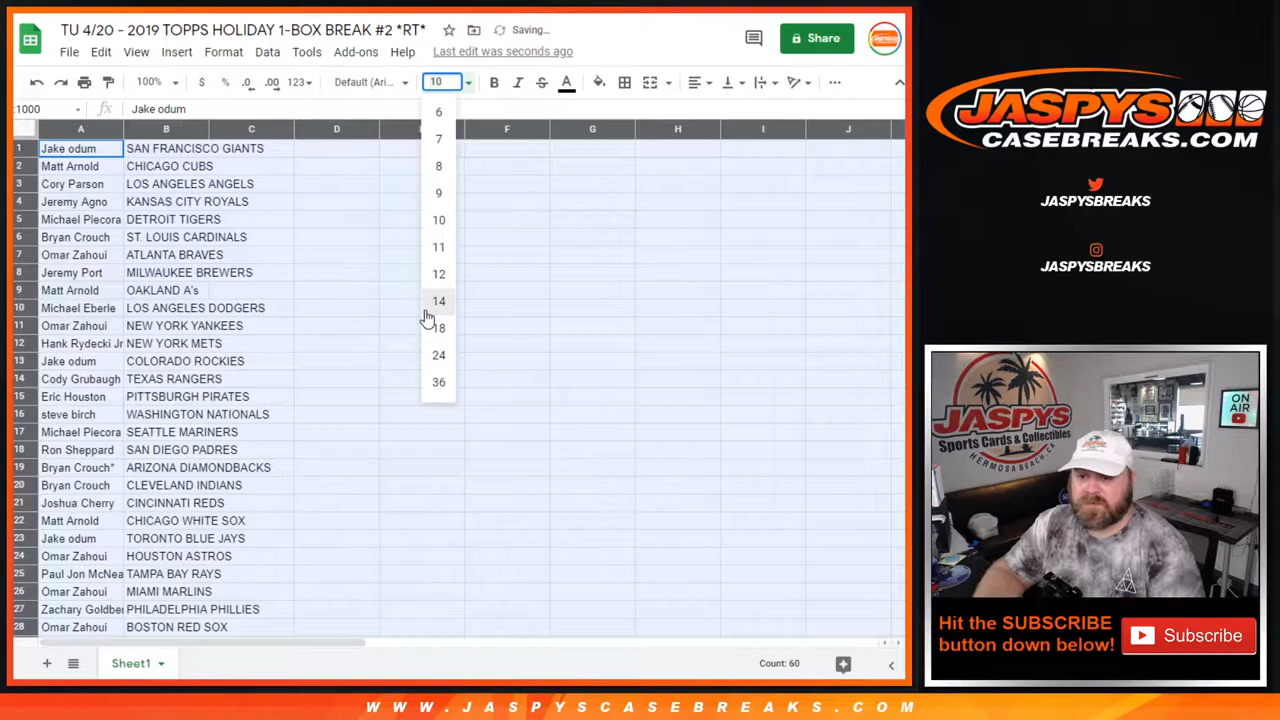 TU 4/20 - 2019 TOPPS HOLIDAY 1-BOX BREAK #2 *RT*
Saving...
Share
File Edit View Insert Format Data Tools Add-ons Help Last edit was seconds ago
100% $ % .0 .00 123 Default (Ari... 10 B I S A
:1000 fx Jake odum
A B C D F G H I J
1 Jake odum SAN FRANCISCO GIANTS
2 Matt Arnold CHICAGO CUBS
3 Cory Parson LOS ANGELES ANGELS
4 Jeremy Agno KANSAS CITY ROYALS
5 Michael Piecora DETROIT TIGERS
6 Bryan Crouch ST. LOUIS CARDINALS
7 Omar Zahoui ATLANTA BRAVES
8 Jeremy Port MILWAUKEE BREWERS
9 Matt Arnold OAKLAND A's
10 Michael Eberle LOS ANGELES DODGERS
11 Omar Zahoui NEW YORK YANKEES
12 Hank Rydecki Jr NEW YORK METS
13 Jake odum COLORADO ROCKIES
14 Cody Grubaugh TEXAS RANGERS
15 Eric Houston PITTSBURGH PIRATES
16 steve birch WASHINGTON NATIONALS
17 Michael Piecora SEATTLE MARINERS
18 Ron Sheppard SAN DIEGO PADRES
19 Bryan Crouch* ARIZONA DIAMONDBACKS
20 Bryan Crouch CLEVELAND INDIANS
21 Joshua Cherry CINCINNATI REDS
22 Matt Arnold CHICAGO WHITE SOX
23 Jake odum TORONTO BLUE JAYS
24 Omar Zahoui HOUSTON ASTROS
25 Paul Jon McNea TAMPA BAY RAYS
26 Omar Zahoui MIAMI MARLINS
27 Zachary Goldber PHILADELPHIA PHILLIES
28 Omar Zahoui BOSTON RED SOX
6
7
8
9
10
11
12
14
18
24
36
Sheet1
Count: 60
JASPYS
CASEBREAKS.COM
JASPYSBREAKS
JASPYSBREAKS
JASPYS
Sports Cards & Collectibles
HERMOSA BEACH, CA
ON
AIR
Hit the SUBSCRIBE
button down below!
Subscribe
WWW.JASPYSCASEBREAKS.COM